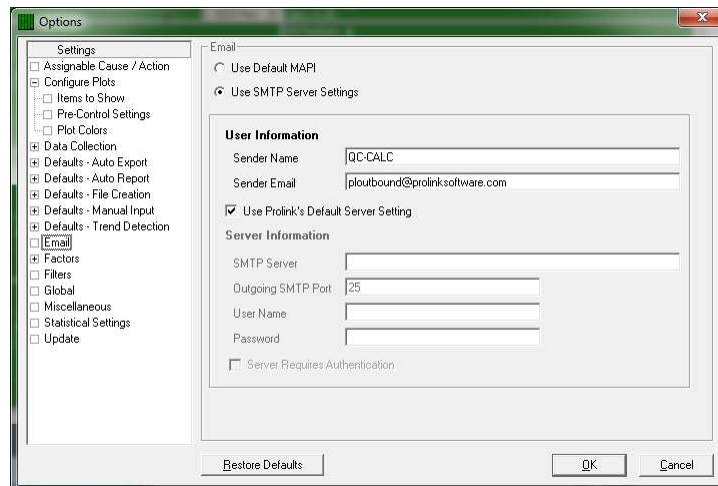 Options
Settings
Assignable Cause / Action
Configure Plots
Items to Show
Pre-Control Settings
Plot Colors
Data Collection
Defaults - Auto Export
Defaults - Auto Report
Defaults - File Creation
Defaults - Manual Input
Defaults - Trend Detection
Email
Factors
Filters
Global
Miscellaneous
Statistical Settings
Update
Email
Use Default MAPI
Use SMTP Server Settings
User Information
Sender Name QC-CALC
Sender Email ploutbound@prolinksoftware.com
Use Prolink's Default Server Setting
Server Information
SMTP Server
Outgoing SMTP Port 25
User Name
Password
Server Requires Authentication
Restore Defaults OK Cancel